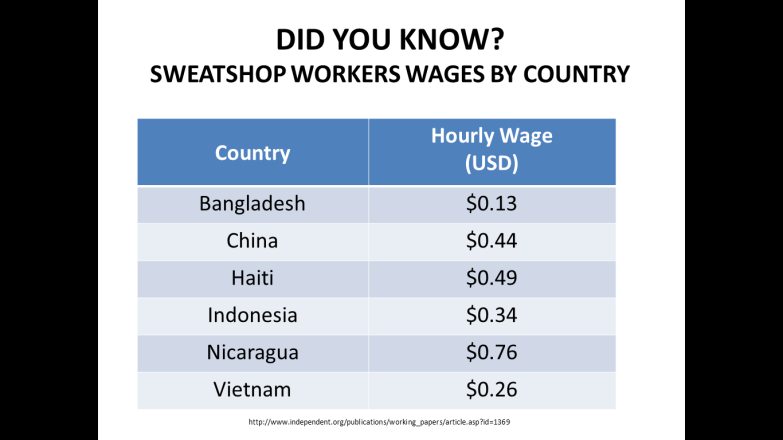 DID YOU KNOW?
SWEATSHOP WORKERS WAGES BY COUNTRY
Country Hourly Wage
(USD)
Bangladesh $0.13
China $0.44
Haiti $0.49
Indonesia $0.34
Nicaragua $0.76
Vietnam $0.26
http://www.independent.org/publications/working_papers/article.asp?id=1369